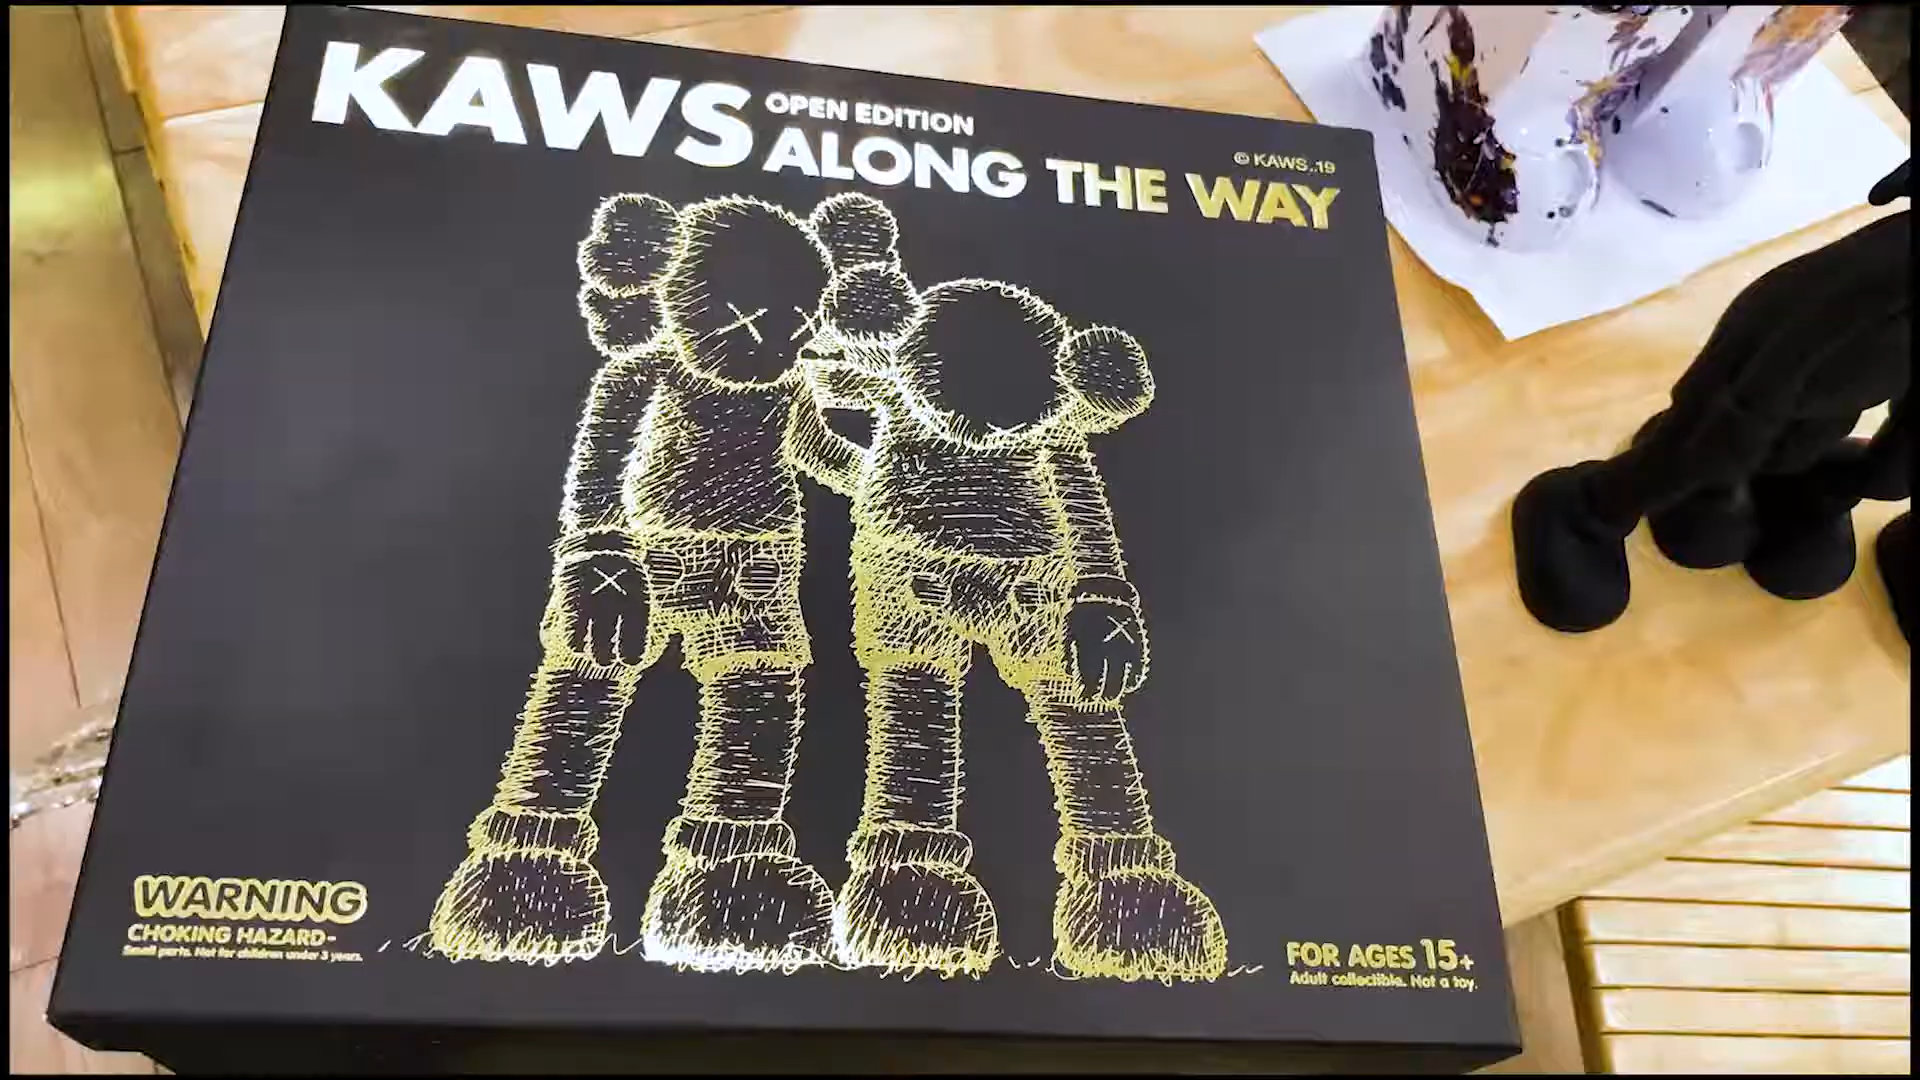 KAWS
OPEN EDITION
ALONG THE WAY
© KAWS..19
WARNING
CHOKING HAZARD-
Small parts. Not for children under 3 years.
FOR AGES 15+
Adult collectible. Not a toy.